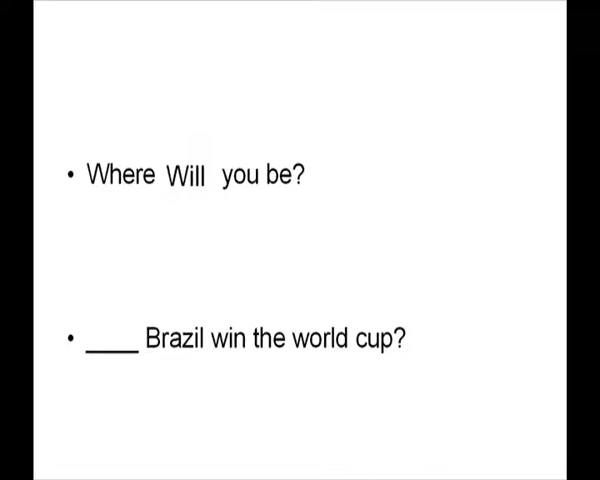 • Where Will you be?
• ____ Brazil win the world cup?